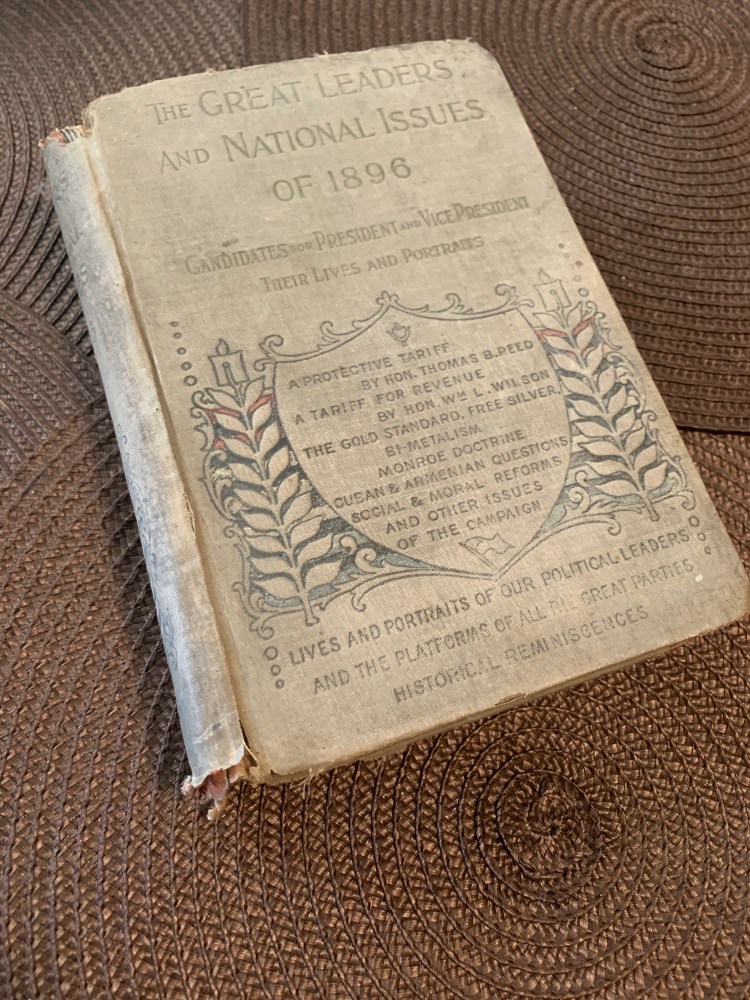 THE GREAT LEADERS
AND NATIONAL ISSUES
OF 1896
CANDIDATES FOR PRESIDENT AND VICE PRESIDENT
THEIR LIVES AND PORTRAITS
A PROTECTIVE TARIFF
BY HON. THOMAS B. REED
A TARIFF FOR REVENUE
BY HON. WM L. WILSON
THE GOLD STANDARD, FREE SILVER,
BI-METALISM
MONROE DOCTRINE
CUBAN & ARMENIAN QUESTIONS
SOCIAL & MORAL REFORMS
AND OTHER ISSUES
OF THE CAMPAIGN
LIVES AND PORTRAITS OF OUR POLITICAL LEADERS
AND THE PLATFORMS OF ALL THE GREAT PARTIES
HISTORICAL REMINISCENCES